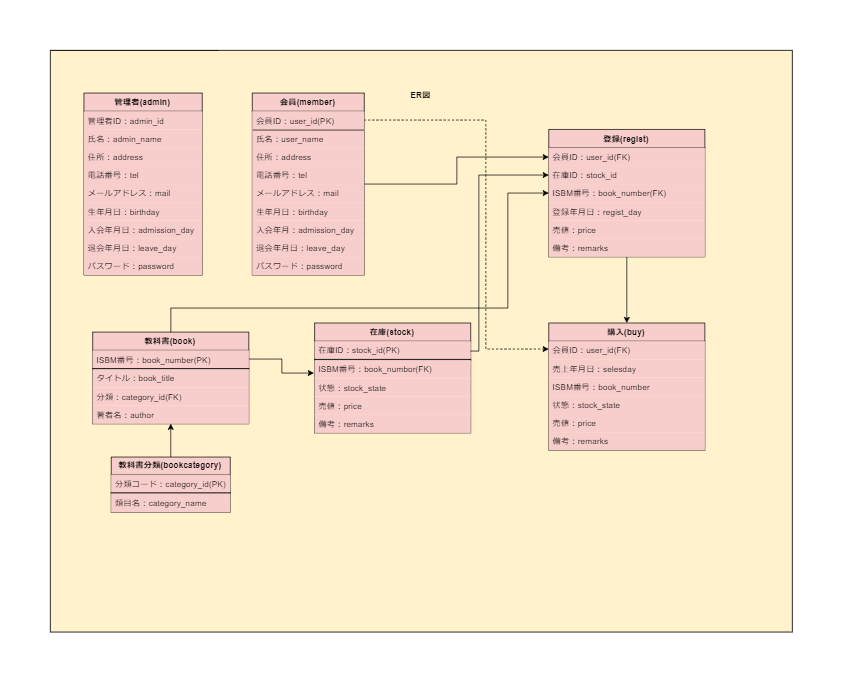 ER図
管理者(admin)
管理者ID：admin_id
氏名：admin_name
住所：address
電話番号：tel
メールアドレス：mail
生年月日：birthday
入会年月日：admission_day
退会年月日：leave_day
パスワード：password
会員(member)
会員ID：user_id(PK)
氏名：user_name
住所：address
電話番号：tel
メールアドレス：mail
生年月日：birthday
入会年月日：admission_day
退会年月日：leave_day
パスワード：password
登録(regist)
会員ID：user_id(FK)
在庫ID：stock_id
ISBM番号：book_number(FK)
登録年月日：regist_day
売値：price
備考：remarks
教科書(book)
ISBM番号：book_number(PK)
タイトル：book_title
分類：category_id(FK)
著者名：author
在庫(stock)
在庫ID：stock_id(PK)
ISBM番号：book_numbor(FK)
状態：stock_state
売値：price
備考：remarks
購入(buy)
会員ID：user_id(FK)
売上年月日：selesday
ISBM番号：book_number
状態：stock_state
売値：price
備考：remarks
教科書分類(bookcategory)
分類コード：category_id(PK)
類目名：category_name